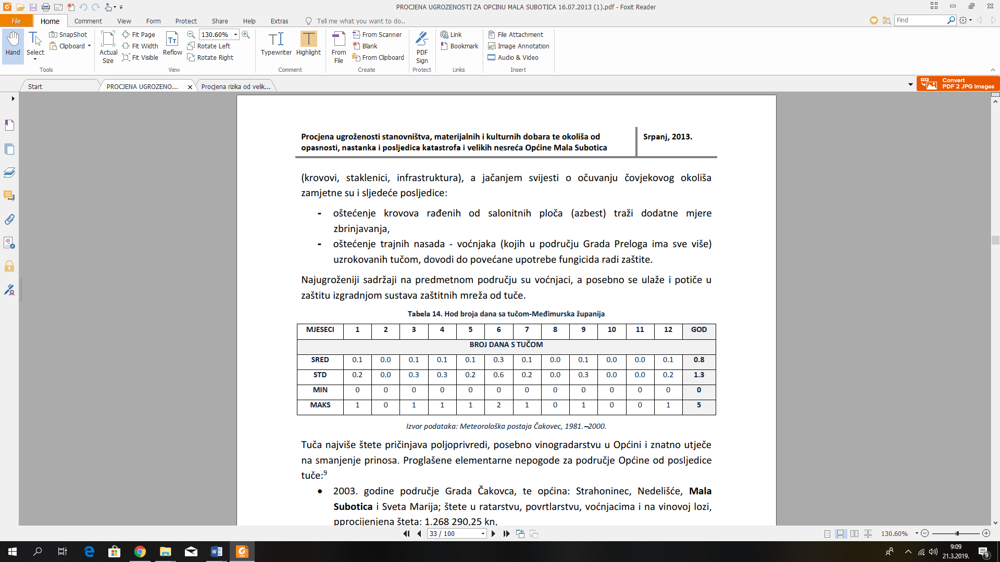 PROCJENA UGROZENOSTI ZA OPCINU MALA SUBOTICA 16.07.2013 (1).pdf - Foxit Reader
File Home Comment View Form Protect Share Help Extras Tell me what you want to do.. Find
SnapShot Fit Page 130.60% From Scanner Link File Attachment
Hand Select Clipboard Actual Size Fit Width Reflow Rotate Left Typewriter Highlight From File Blank PDF Sign Bookmark Image Annotation
Fit Visible Rotate Right From Clipboard Audio & Video
Tools View Comment Create Protect Links Insert
Start PROCJENA UGROZENO... Procjena rizika od velik...
Convert
PDF 2 JPG Images
Procjena ugroženosti stanovništva, materijalnih i kulturnih dobara te okoliša od
opasnosti, nastanka i posljedica katastrofa i velikih nesreća Općine Mala Subotica
Srpanj, 2013.
(krovovi, staklenici, infrastruktura), a jačanjem svijesti o očuvanju čovjekovog okoliša
zamjetne su i sljedeće posljedice:
- oštećenje krovova rađenih od salonitnih ploča (azbest) traži dodatne mjere
zbrinjavanja,
- oštećenje trajnih nasada - voćnjaka (kojih u području Grada Preloga ima sve više)
uzrokovanih tučom, dovodi do povećane upotrebe fungicida radi zaštite.
Najugroženiji sadržaji na predmetnom području su voćnjaci, a posebno se ulaže i potiče u
zaštitu izgradnjom sustava zaštitnih mreža od tuče.
Tabela 14. Hod broja dana sa tučom-Međimurska županija
MJESECI 1 2 3 4 5 6 7 8 9 10 11 12 GOD
BROJ DANA S TUČOM
SRED 0.1 0.0 0.1 0.1 0.1 0.3 0.1 0.0 0.1 0.0 0.0 0.1 0.8
STD 0.2 0.0 0.3 0.3 0.2 0.6 0.2 0.0 0.3 0.0 0.0 0.2 1.3
MIN 0 0 0 0 0 0 0 0 0 0 0 0 0
MAKS 1 0 1 1 1 2 1 0 1 0 0 1 5
Izvor podataka: Meteorološka postaja Čakovec, 1981.–2000.
Tuča najviše štete pričinjava poljoprivredi, posebno vinogradarstvu u Općini i znatno utječe
na smanjenje prinosa. Proglašene elementarne nepogode za područje Općine od posljedice
tuče:9
• 2003. godine područje Grada Čakovca, te općina: Strahoninec, Nedelišće, Mala
Subotica i Sveta Marija; štete u ratarstvu, povrtlarstvu, voćnjacima i na vinovoj lozi,
pprocijenjena šteta: 1.268 290,25 kn,
33 / 100
130.60%
9:09
21.3.2019.
9